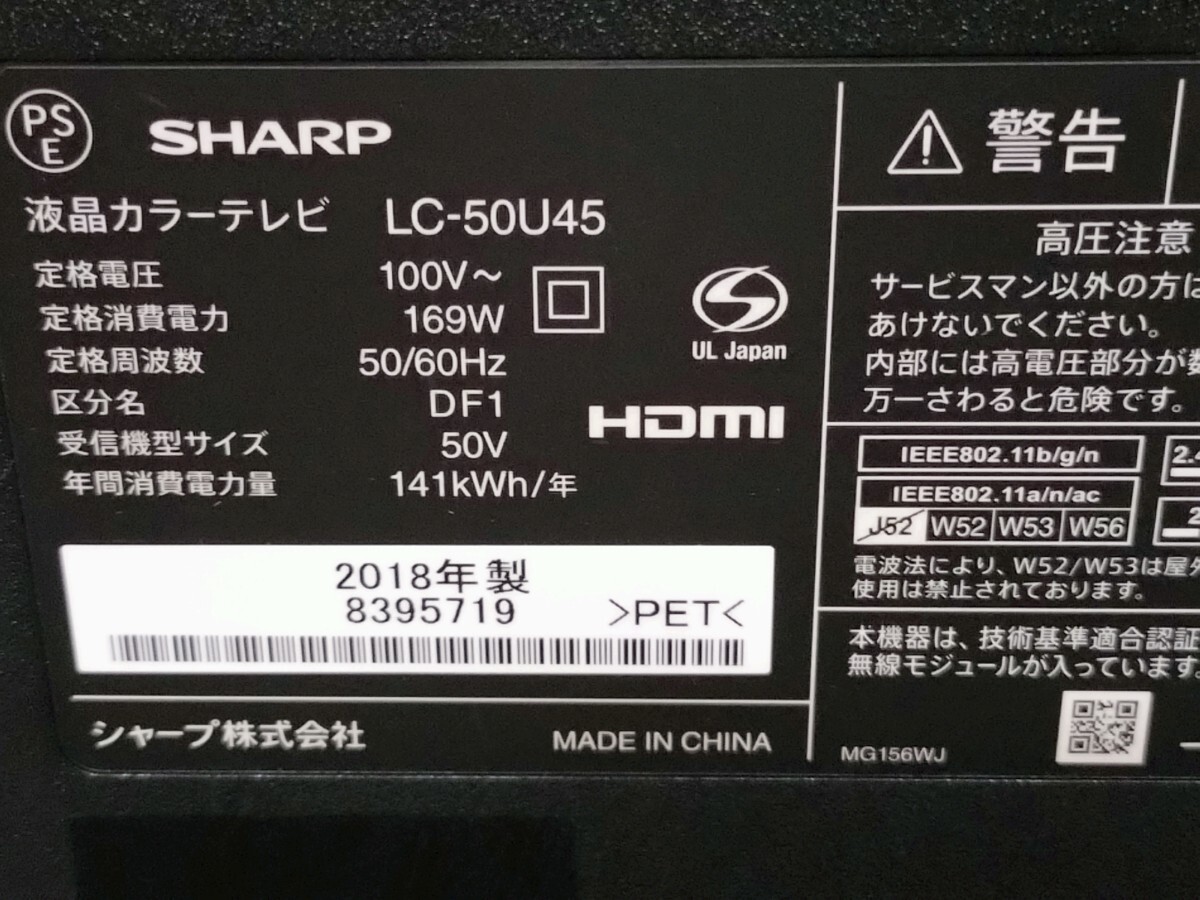 PS
E
SHARP
液晶カラーテレビ LC-50U45
定格電圧 100V～
定格消費電力 169W
定格周波数 50/60Hz
区分名 DF1
受信機型サイズ 50V
年間消費電力量 141kWh/年
UL Japan
HDMI
2018年製
8395719 >PET<
シャープ株式会社 MADE IN CHINA
警告
高圧注意
サービスマン以外の方は
あけないでください。
内部には高電圧部分が数
万一さわると危険です。
IEEE802.11b/g/n
2.4
IEEE802.11a/n/ac
J52 W52 W53 W56
2
電波法により、W52/W53は屋外
使用は禁止されております。
本機器は、技術基準適合認証
無線モジュールが入っています。
MG156WJ